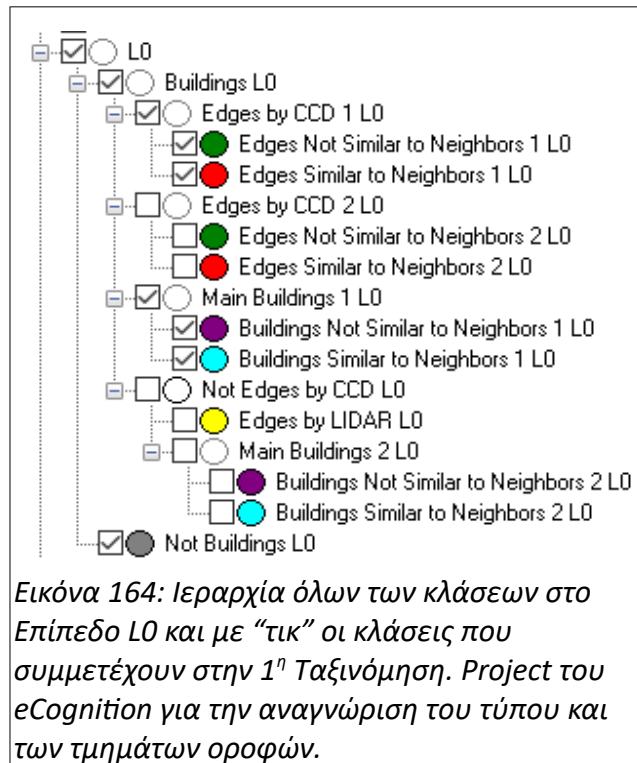 L0
Buildings L0
Edges by CCD 1 L0
Edges Not Similar to Neighbors 1 L0
Edges Similar to Neighbors 1 L0
Edges by CCD 2 L0
Edges Not Similar to Neighbors 2 L0
Edges Similar to Neighbors 2 L0
Main Buildings 1 L0
Buildings Not Similar to Neighbors 1 L0
Buildings Similar to Neighbors 1 L0
Not Edges by CCD L0
Edges by LIDAR L0
Main Buildings 2 L0
Buildings Not Similar to Neighbors 2 L0
Buildings Similar to Neighbors 2 L0
Not Buildings L0
Εικόνα 164: Ιεραρχία όλων των κλάσεων στο
Επίπεδο L0 και με “τικ” οι κλάσεις που
συμμετέχουν στην 1η Ταξινόμηση. Project του
eCognition για την αναγνώριση του τύπου και
των τμημάτων οροφών.